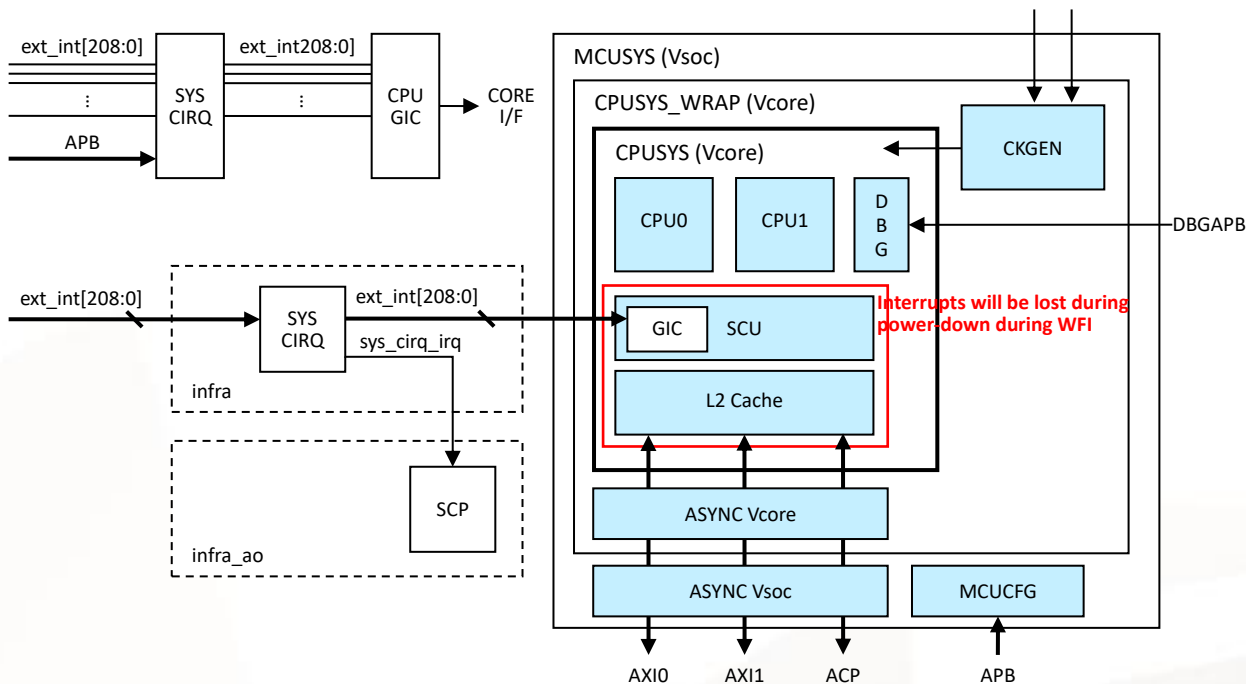 ext_int[208:0]
ext_int208:0]
SYS
CIRQ
CPU
GIC
CORE
I/F
⋮
⋮
APB
MCUSYS (Vsoc)
CPUSYS_WRAP (Vcore)
CPUSYS (Vcore)
CKGEN
CPU0
CPU1
D
B
G
DBGAPB
ext_int[208:0]
SYS
CIRQ
ext_int[208:0]
sys_cirq_irq
infra
GIC
SCU
Interrupts will be lost during
power-down during WFI
L2 Cache
SCP
infra_ao
ASYNC Vcore
ASYNC Vsoc
MCUCFG
AXI0
AXI1
ACP
APB